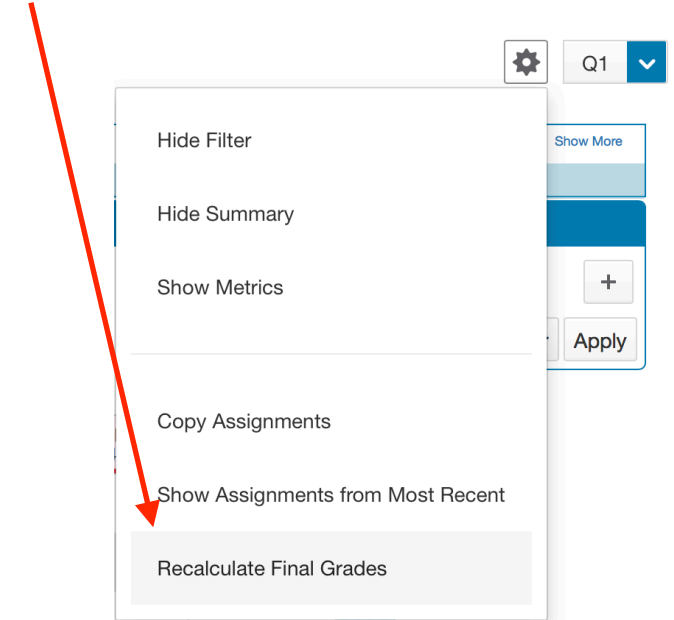 Q1
Hide Filter
Show More
Hide Summary
Show Metrics
+
Apply
Copy Assignments
Show Assignments from Most Recent
Recalculate Final Grades